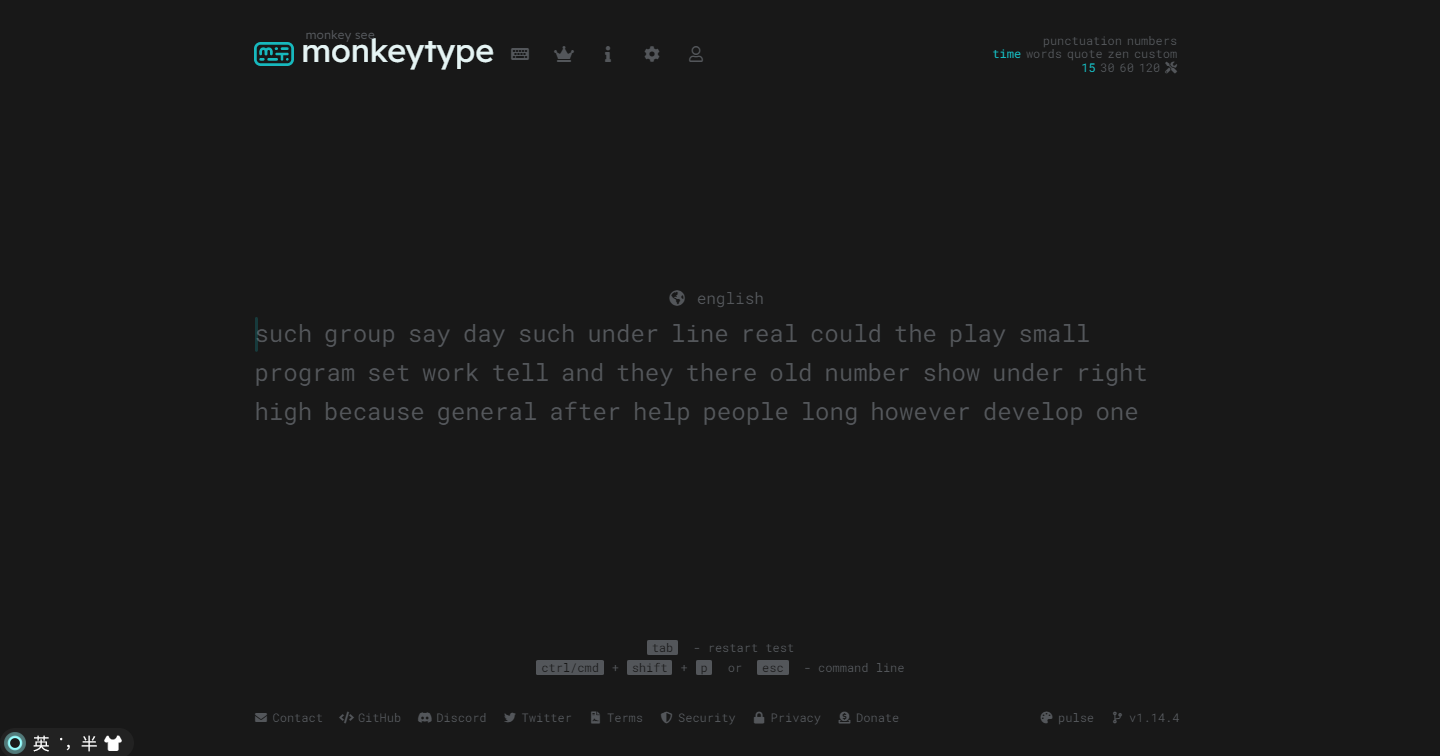 monkey see
monkeytype
punctuation numbers
time words quote zen custom
15 30 60 120
english
such group say day such under line real could the play small
program set work tell and they there old number show under right
high because general after help people long however develop one
tab - restart test
ctrl/cmd + shift + p or esc - command line
Contact GitHub Discord Twitter Terms Security Privacy Donate pulse v1.14.4
英 ·, 半